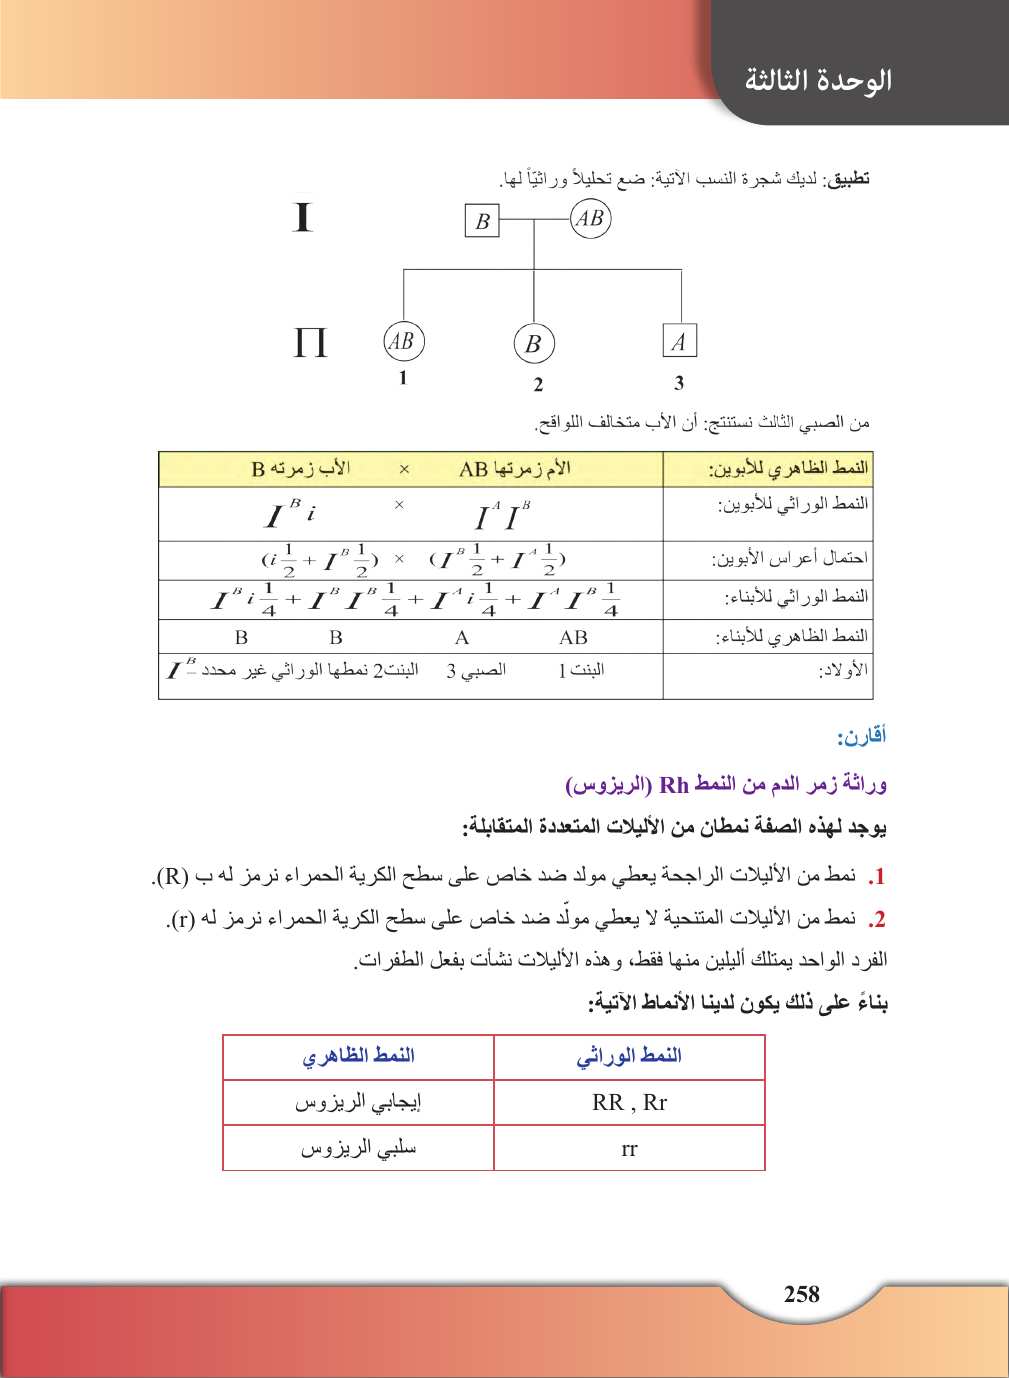 الوحدة الثالثة
تطبيق: لديك شجرة النسب الآتية: ضع تحليلاً وراثيّاً لها.
I
B AB
II
AB B A
1 2 3
من الصبي الثالث نستنتج: أن الأب متخالف اللواقح.
النمط الظاهري للأبوين: الأم زمرتها AB × الأب زمرته B
النمط الوراثي للأبوين: I^A I^B × I^B i
احتمال أعراس الأبوين: (I^B 1/2 + I^A 1/2) × (i 1/2 + I^B 1/2)
النمط الوراثي للأبناء: I^A I^B 1/4 + I^A i 1/4 + I^B I^B 1/4 + I^B i 1/4
النمط الظاهري للأبناء: AB A B B
الأولاد: البنت 1 الصبي 3 البنت2 نمطها الوراثي غير محدد I^B _
أقارن:
وراثة زمر الدم من النمط Rh (الريزوس)
يوجد لهذه الصفة نمطان من الأليلات المتعددة المتقابلة:
1. نمط من الأليلات الراجحة يعطي مولد ضد خاص على سطح الكرية الحمراء نرمز له ب (R).
2. نمط من الأليلات المتنحية لا يعطي مولّد ضد خاص على سطح الكرية الحمراء نرمز له (r).
الفرد الواحد يمتلك أليلين منها فقط، وهذه الأليلات نشأت بفعل الطفرات.
بناءً على ذلك يكون لدينا الأنماط الآتية:
النمط الوراثي النمط الظاهري
RR , Rr إيجابي الريزوس
rr سلبي الريزوس
258